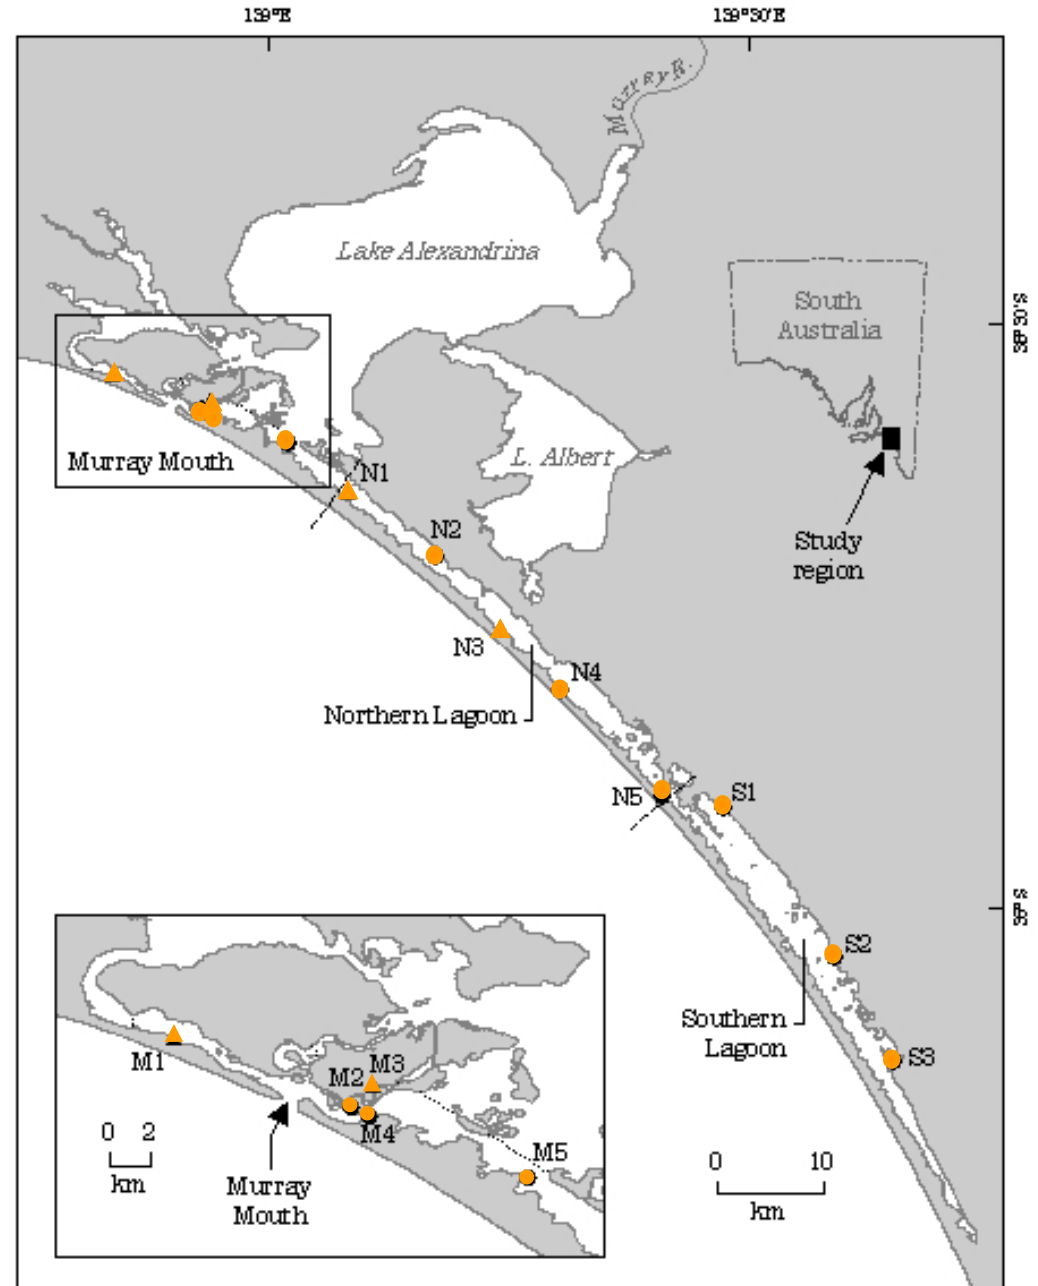 139°E
139°30'E
Murray R.
Lake Alexandrina
South
Australia
38°30'S
Murray Mouth
L. Albert
N1
N2
Study
region
N3
N4
Northern Lagoon
N5
S1
39°S
S2
Southern
Lagoon
S3
M1
M2
M3
M4
M5
0 2
km
Murray
Mouth
0 10
km